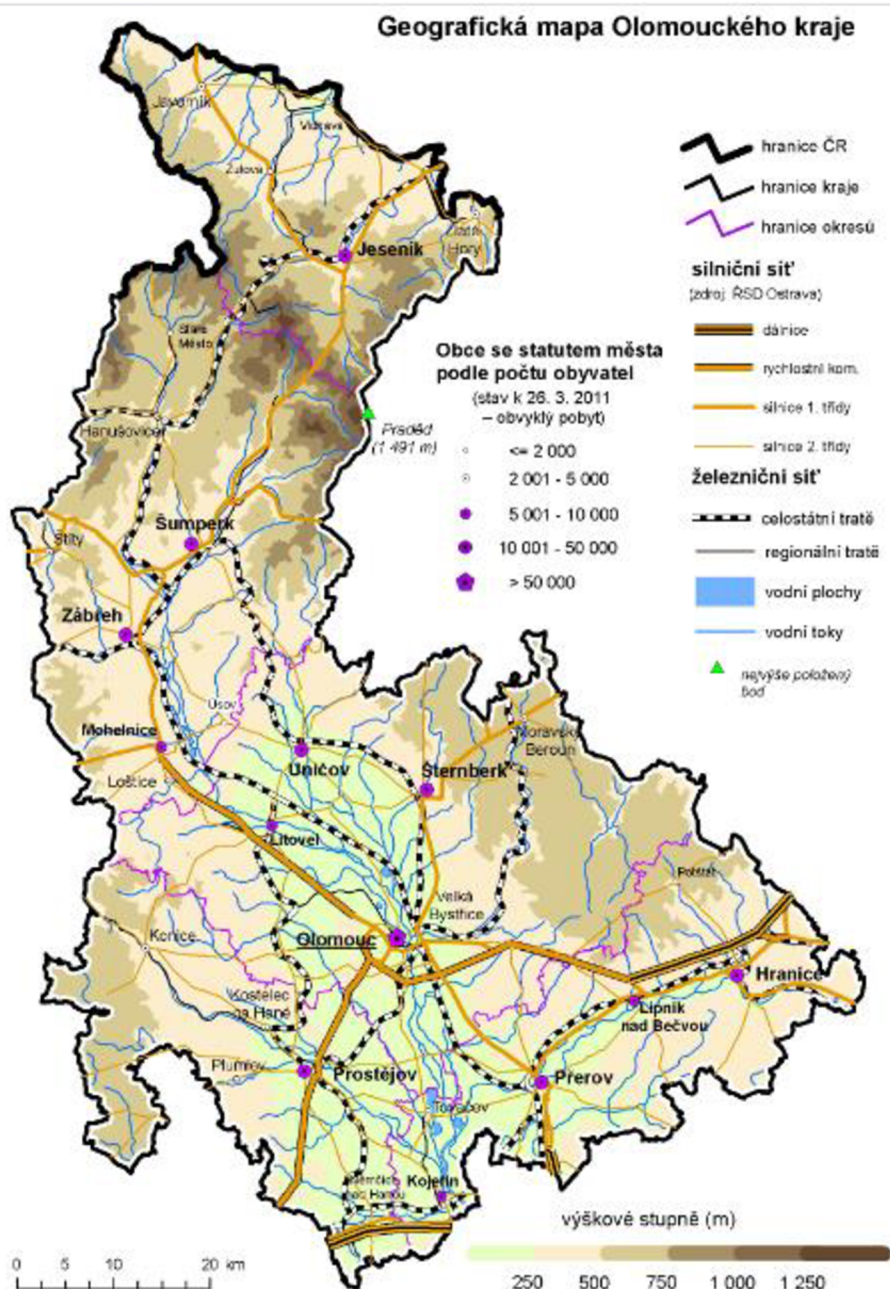 Geografická mapa Olomouckého kraje
hranice ČR
hranice kraje
hranice okresů
silniční síť
(zdroj: ŘSD Ostrava)
dálnice
rychlostní kom.
silnice 1. třídy
silnice 2. třídy
železniční síť
celostátní tratě
regionální tratě
vodní plochy
vodní toky
nejvýše položený
bod
Obce se statutem města
podle počtu obyvatel
(stav k 26. 3. 2011
– obvyklý pobyt)
<= 2 000
2 001 - 5 000
5 001 - 10 000
10 001 - 50 000
> 50 000
Javorník
Vidnava
Žulová
Zlaté
Hory
Jeseník
Staré
Město
Hanušovice
Praděd
(1 491 m)
Šumperk
Štíty
Zábřeh
Úsov
Mohelnice
Loštice
Uničov
Šternberk
Moravský
Beroun
Litovel
Potštát
Velká
Bystřice
Olomouc
Konice
Hranice
Kostelec
na Hané
Lipník
nad Bečvou
Plumlov
Prostějov
Přerov
Tovačov
Němčice
nad Hanou
Kojetín
výškové stupně (m)
250 500 750 1 000 1 250
0 5 10 20 km